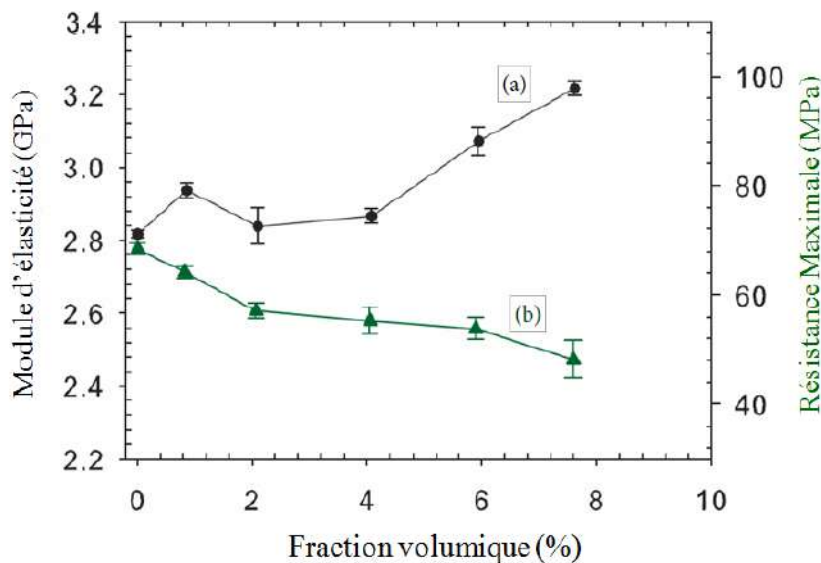 Module d'élasticité (GPa)
3.4
3.2
3.0
2.8
2.6
2.4
2.2
(a)
(b)
100
80
60
40
Résistance Maximale (MPa)
0 2 4 6 8 10
Fraction volumique (%)